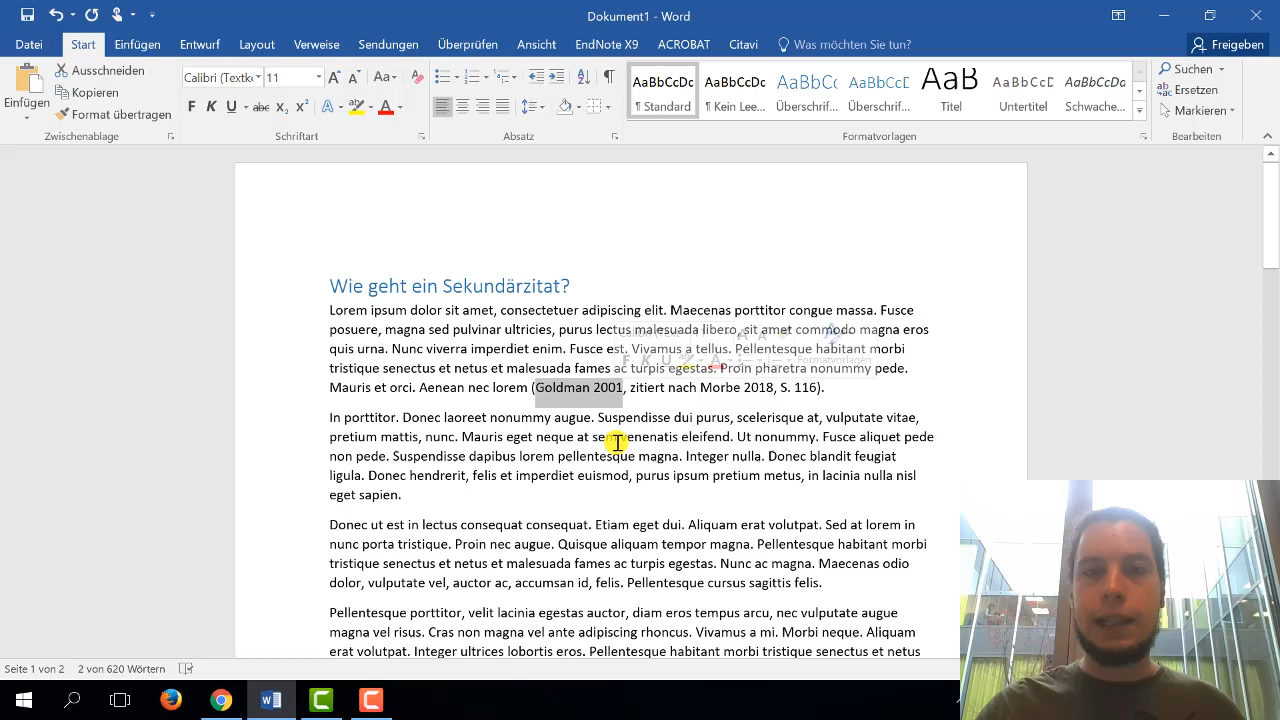 Dokument1 - Word
Datei Start Einfügen Entwurf Layout Verweise Sendungen Überprüfen Ansicht EndNote X9 ACROBAT Citavi Was möchten Sie tun? Freigeben
Einfügen
Ausschneiden
Kopieren
Format übertragen
Zwischenablage
Calibri (Textk 11
F K U abc X₂ X²
Schriftart
Absatz
AaBbCcDc AaBbCcDc AaBbCc AaBbCcE AaB AaBbCcD AaBbCcDc
¶ Standard ¶ Kein Lee... Überschrif... Überschrif... Titel Untertitel Schwache...
Formatvorlagen
Suchen
Ersetzen
Markieren
Bearbeiten
Wie geht ein Sekundärzitat?
Lorem ipsum dolor sit amet, consectetuer adipiscing elit. Maecenas porttitor congue massa. Fusce
posuere, magna sed pulvinar ultricies, purus lectus malesuada libero, sit amet commodo magna eros
quis urna. Nunc viverra imperdiet enim. Fusce est. Vivamus a tellus. Pellentesque habitant morbi
tristique senectus et netus et malesuada fames ac turpis egestas. Proin pharetra nonummy pede.
Mauris et orci. Aenean nec lorem (Goldman 2001, zitiert nach Morbe 2018, S. 116).
In porttitor. Donec laoreet nonummy augue. Suspendisse dui purus, scelerisque at, vulputate vitae,
pretium mattis, nunc. Mauris eget neque at sem venenatis eleifend. Ut nonummy. Fusce aliquet pede
non pede. Suspendisse dapibus lorem pellentesque magna. Integer nulla. Donec blandit feugiat
ligula. Donec hendrerit, felis et imperdiet euismod, purus ipsum pretium metus, in lacinia nulla nisl
eget sapien.
Donec ut est in lectus consequat consequat. Etiam eget dui. Aliquam erat volutpat. Sed at lorem in
nunc porta tristique. Proin nec augue. Quisque aliquam tempor magna. Pellentesque habitant morbi
tristique senectus et netus et malesuada fames ac turpis egestas. Nunc ac magna. Maecenas odio
dolor, vulputate vel, auctor ac, accumsan id, felis. Pellentesque cursus sagittis felis.
Pellentesque porttitor, velit lacinia egestas auctor, diam eros tempus arcu, nec vulputate augue
magna vel risus. Cras non magna vel ante adipiscing rhoncus. Vivamus a mi. Morbi neque. Aliquam
erat volutpat. Integer ultrices lobortis eros. Pellentesque habitant morbi tristique senectus et netus
Seite 1 von 2 2 von 620 Wörtern